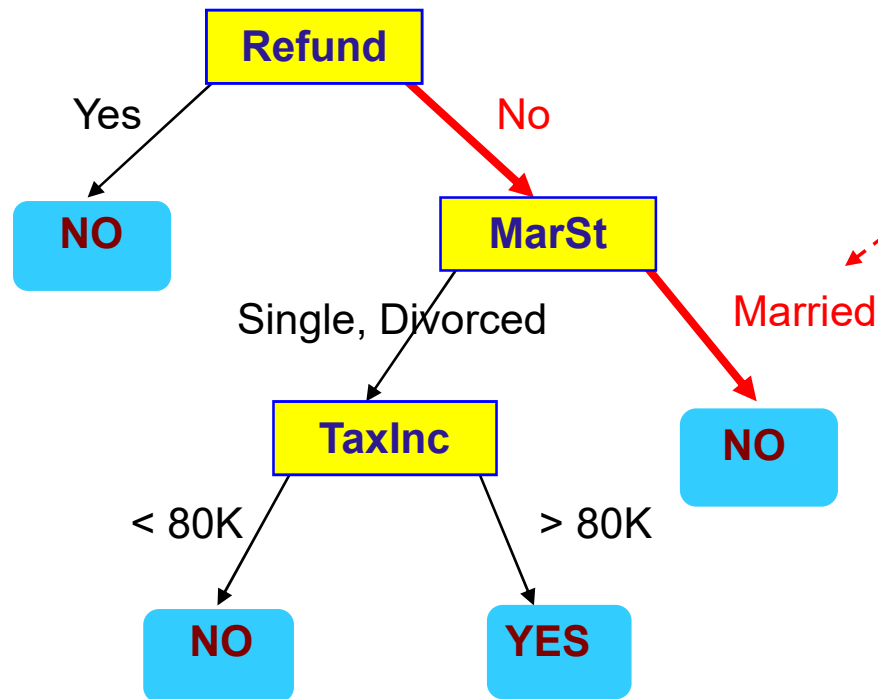 Refund
Yes
No
NO
MarSt
Single, Divorced
Married
TaxInc
NO
< 80K
> 80K
NO
YES